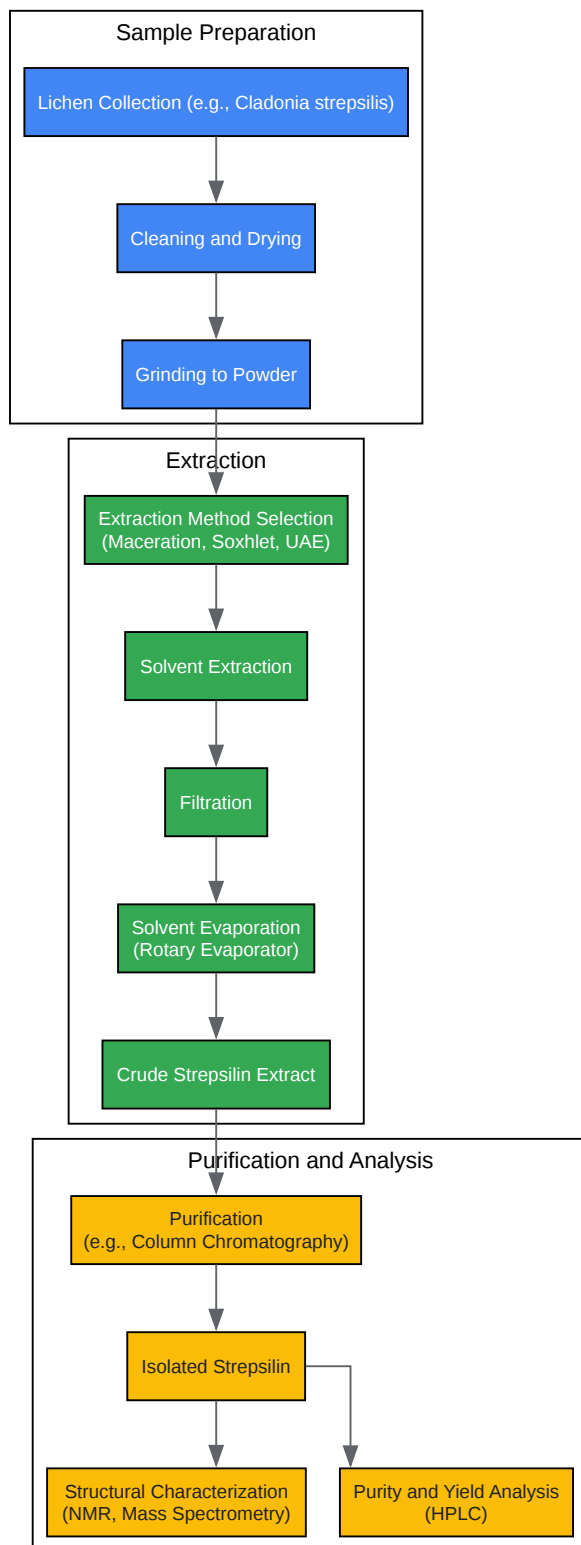 Sample Preparation
Lichen Collection (e.g., Cladonia strepsilis)
Cleaning and Drying
Grinding to Powder
Extraction
Extraction Method Selection
(Maceration, Soxhlet, UAE)
Solvent Extraction
Filtration
Solvent Evaporation
(Rotary Evaporator)
Crude Strepsilin Extract
Purification and Analysis
Purification
(e.g., Column Chromatography)
Isolated Strepsilin
Structural Characterization
(NMR, Mass Spectrometry)
Purity and Yield Analysis
(HPLC)